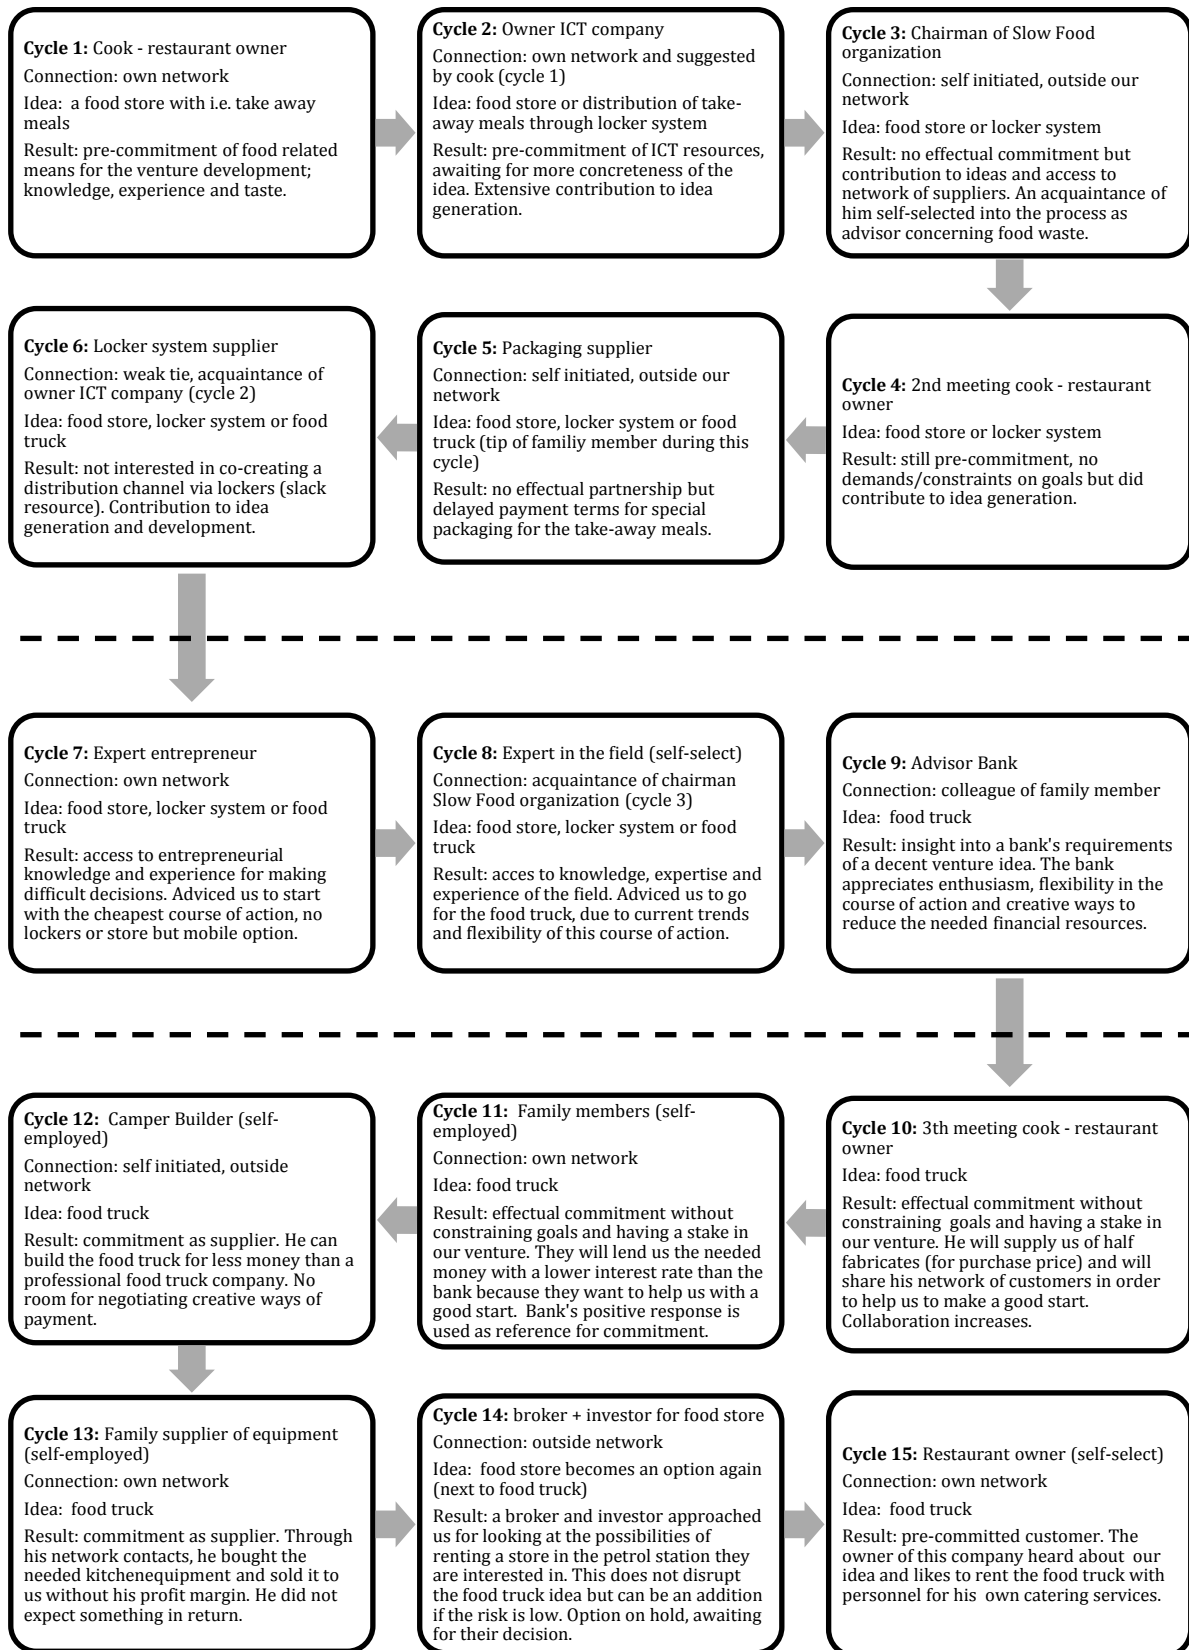 Cycle 1: Cook - restaurant owner
Connection: own network
Idea:  a food store with i.e. take away
meals
Result: pre-commitment of food related
means for the venture development;
knowledge, experience and taste.
Cycle 2: Owner ICT company
Connection: own network and suggested
by cook (cycle 1)
Idea: food store or distribution of take-
away meals through locker system
Result: pre-commitment of ICT resources,
awaiting for more concreteness of the
idea. Extensive contribution to idea
generation.
Cycle 3: Chairman of Slow Food
organization
Connection: self initiated, outside our
network
Idea: food store or locker system
Result: no effectual commitment but
contribution to ideas and access to
network of suppliers. An acquaintance of
him self-selected into the process as
advisor concerning food waste.
Cycle 4: 2nd meeting cook - restaurant
owner
Idea: food store or locker system
Result: still pre-commitment, no
demands/constraints on goals but did
contribute to idea generation.
Cycle 5: Packaging supplier
Connection: self initiated, outside our
network
Idea: food store, locker system or food
truck (tip of familiy member during this
cycle)
Result: no effectual partnership but
delayed payment terms for special
packaging for the take-away meals.
Cycle 6: Locker system supplier
Connection: weak tie, acquaintance of
owner ICT company (cycle 2)
Idea: food store, locker system or food
truck
Result: not interested in co-creating a
distribution channel via lockers (slack
resource). Contribution to idea
generation and development.
Cycle 7: Expert entrepreneur
Connection: own network
Idea: food store, locker system or food
truck
Result: access to entrepreneurial
knowledge and experience for making
difficult decisions. Adviced us to start
with the cheapest course of action, no
lockers or store but mobile option.
Cycle 8: Expert in the field (self-select)
Connection: acquaintance of chairman
Slow Food organization (cycle 3)
Idea: food store, locker system or food
truck
Result: acces to knowledge, expertise and
experience of the field. Adviced us to go
for the food truck, due to current trends
and flexibility of this course of action.
Cycle 9: Advisor Bank
Connection: colleague of family member
Idea:  food truck
Result: insight into a bank's requirements
of a decent venture idea. The bank
appreciates enthusiasm, flexibility in the
course of action and creative ways to
reduce the needed financial resources.
Cycle 10: 3th meeting cook - restaurant
owner
Idea: food truck
Result: effectual commitment without
constraining  goals and having a stake in
our venture. He will supply us of half
fabricates (for purchase price) and will
share his network of customers in order
to help us to make a good start.
Collaboration increases.
Cycle 11:  Family members (self-
employed)
Connection: own network
Idea: food truck
Result: effectual commitment without
constraining goals and having a stake in
our venture. They will lend us the needed
money with a lower interest rate than the
bank because they want to help us with a
good start.  Bank's positive response is
used as reference for commitment.
Cycle 12:  Camper Builder (self-
employed)
Connection: self initiated, outside
network
Idea: food truck
Result: commitment as supplier. He can
build the food truck for less money than a
professional food truck company. No
room for negotiating creative ways of
payment.
Cycle 13: Family supplier of equipment
(self-employed)
Connection: own network
Idea:  food truck
Result: commitment as supplier. Through
his network contacts, he bought the
needed kitchenequipment and sold it to
us without his profit margin. He did not
expect something in return.
Cycle 14: broker + investor for food store
Connection: outside network
Idea:  food store becomes an option again
(next to food truck)
Result: a broker and investor approached
us for looking at the possibilities of
renting a store in the petrol station they
are interested in. This does not disrupt
the food truck idea but can be an addition
if the risk is low. Option on hold, awaiting
for their decision.
Cycle 15: Restaurant owner (self-select)
Connection: own network
Idea: food truck
Result: pre-committed customer. The
owner of this company heard about  our
idea and likes to rent the food truck with
personnel for his  own catering services.